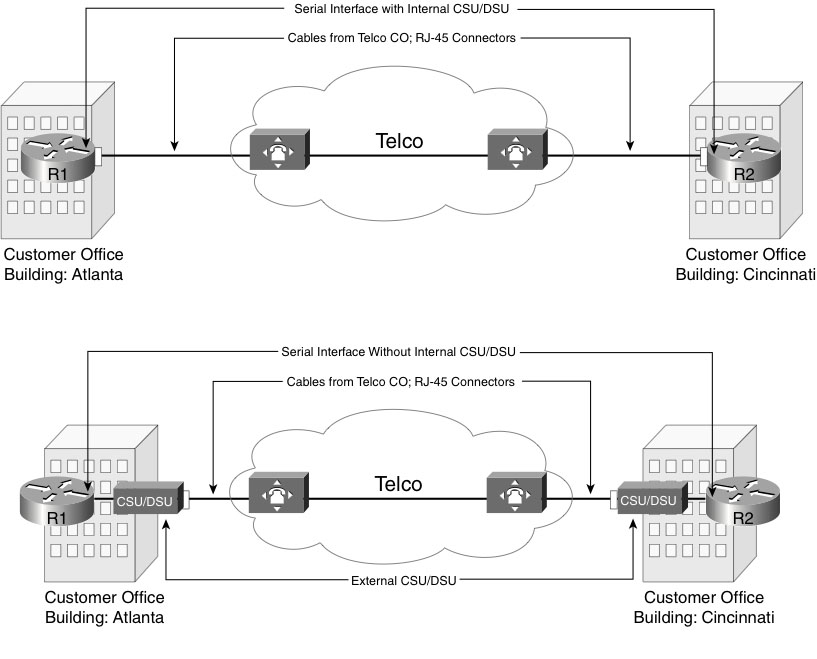 Serial Interface with Internal CSU/DSU
Cables from Telco CO; RJ-45 Connectors
Telco
R1
R2
Customer Office
Building: Atlanta
Customer Office
Building: Cincinnati
Serial Interface Without Internal CSU/DSU
Cables from Telco CO; RJ-45 Connectors
Telco
R1
CSU/DSU
CSU/DSU
R2
External CSU/DSU
Customer Office
Building: Atlanta
Customer Office
Building: Cincinnati